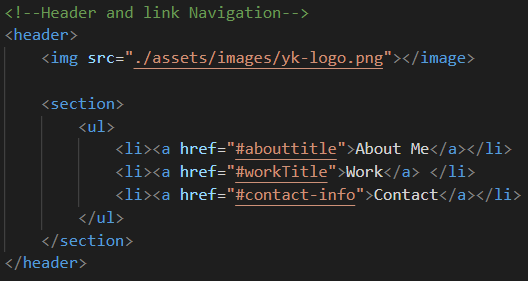 <!--Header and link Navigation-->
<header>
    <img src="./assets/images/yk-logo.png"></image>

    <section>
        <ul>
            <li><a href="#abouttitle">About Me</a></li>
            <li><a href="#workTitle">Work</a> </li>
            <li><a href="#contact-info">Contact</a></li>
        </ul>
    </section>
</header>